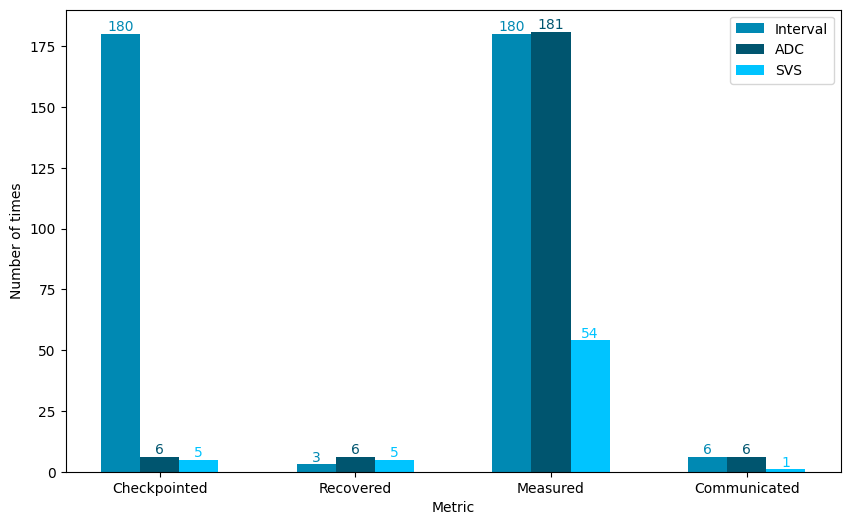 180
180
181
Interval
ADC
SVS
175
150
125
100
75
50
25
0
Number of times
6
5
3
6
5
54
6
6
1
Checkpointed
Recovered
Measured
Communicated
Metric